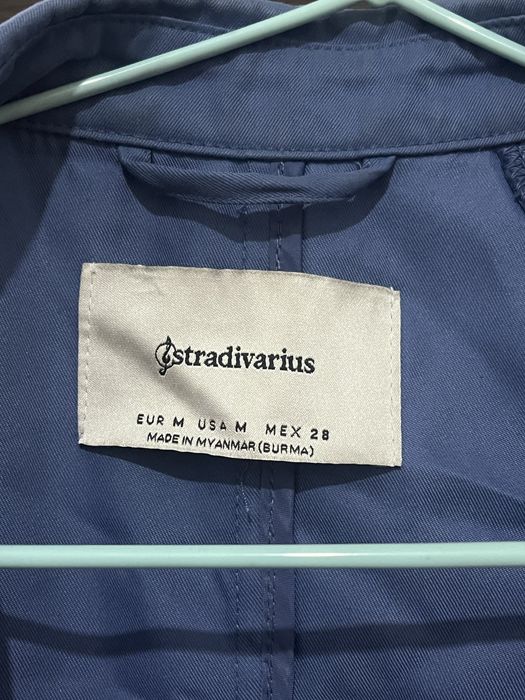 stradivarius
EUR M USA M MEX 28
MADE IN MYANMAR (BURMA)